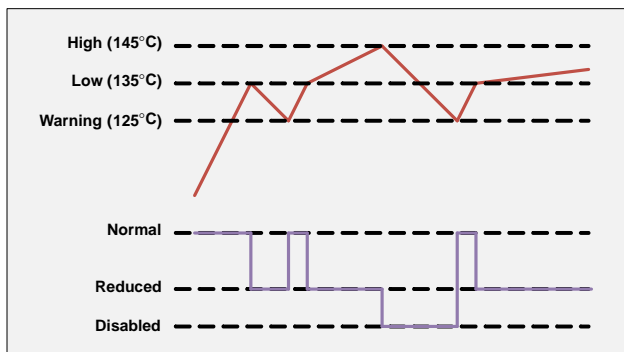 High (145°C)
Low (135°C)
Warning (125°C)
Normal
Reduced
Disabled